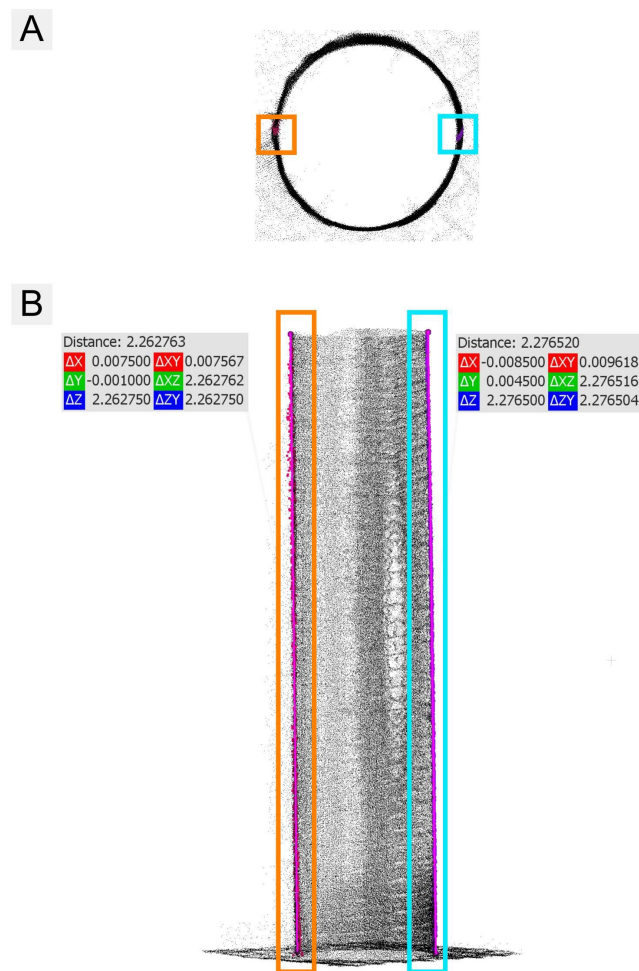 A
B
Distance: 2.262763
ΔX 0.007500 ΔXY 0.007567
ΔY -0.001000 ΔXZ 2.262762
ΔZ 2.262750 ΔZY 2.262750
Distance: 2.276520
ΔX -0.008500 ΔXY 0.009618
ΔY 0.004500 ΔXZ 2.276516
ΔZ 2.276500 ΔZY 2.276504